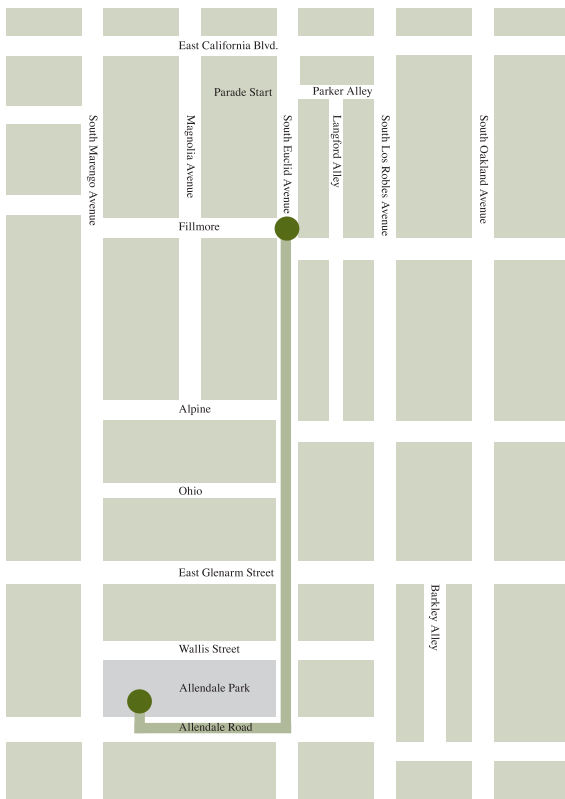 East California Blvd.
Parade Start
Parker Alley
South Marengo Avenue
Magnolia Avenue
South Euclid Avenue
Langford Alley
South Los Robles Avenue
South Oakland Avenue
Fillmore
Alpine
Ohio
East Glenarm Street
Barkley Alley
Wallis Street
Allendale Park
Allendale Road